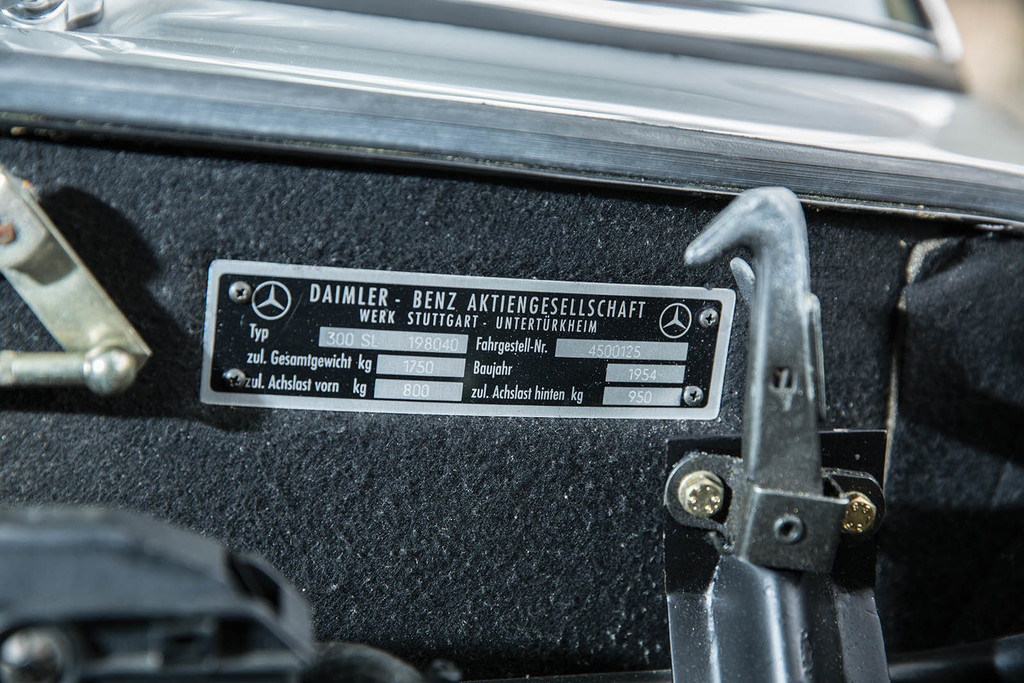 DAIMLER - BENZ AKTIENGESELLSCHAFT
WERK STUTTGART - UNTERTÜRKHEIM
Typ 300 SL 198040 Fahrgestell-Nr. 4500125
zul. Gesamtgewicht kg 1750 Baujahr 1954
zul. Achslast vorn kg 800 zul. Achslast hinten kg 950